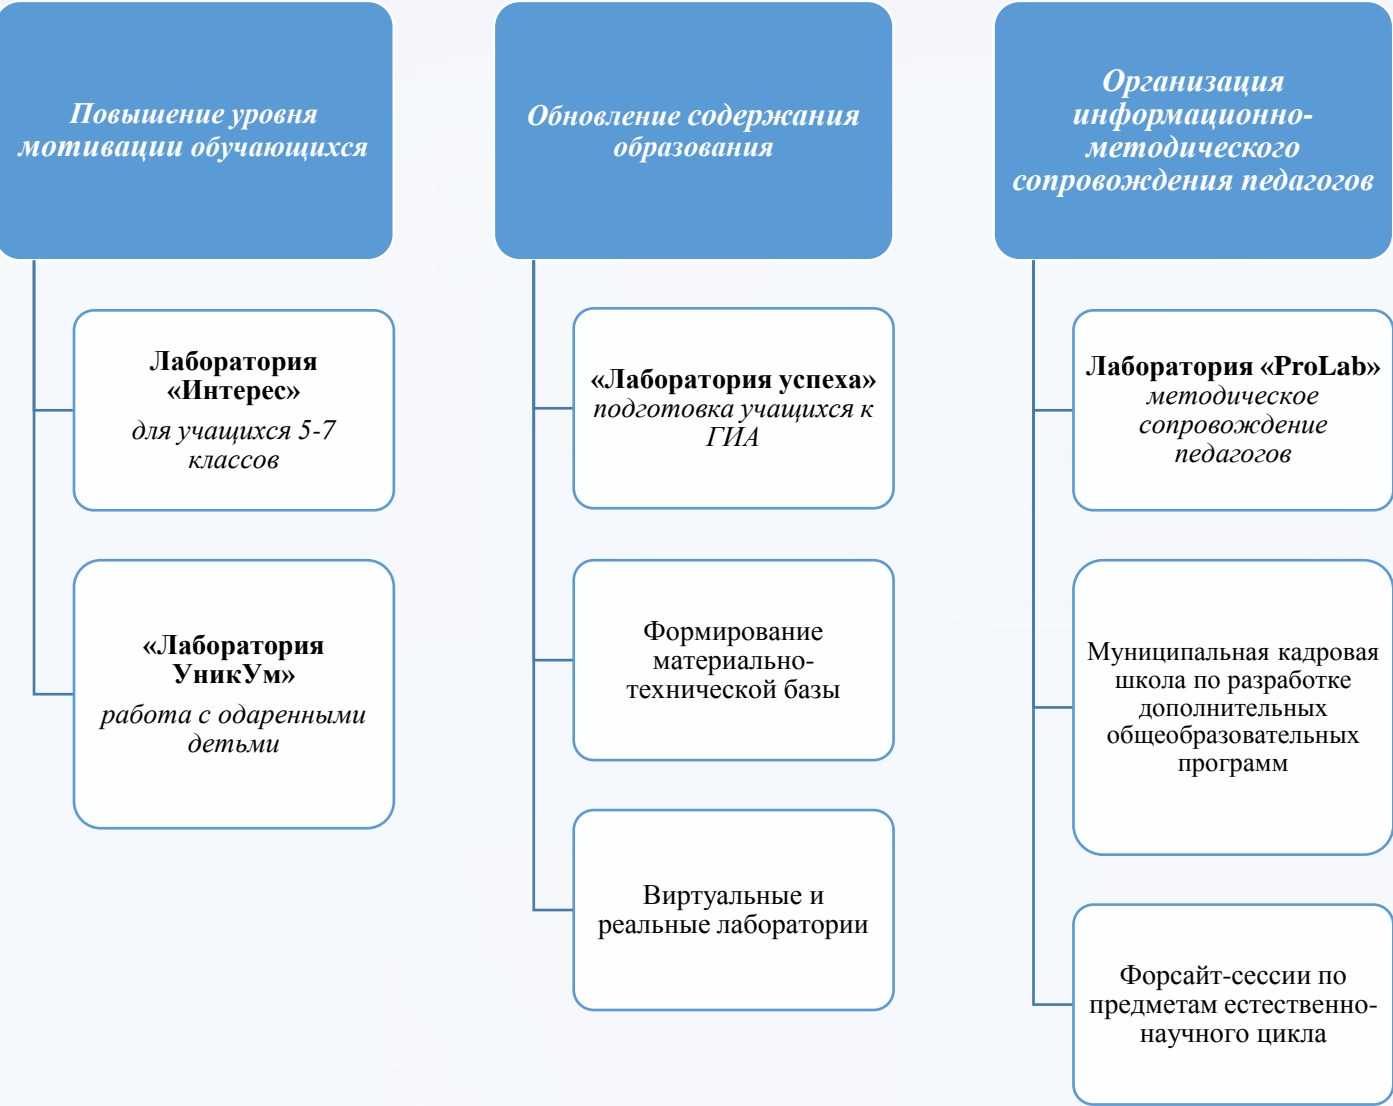 Повышение уровня
мотивации обучающихся
Лаборатория
«Интерес»
для учащихся 5-7
классов
«Лаборатория
УникУм»
работа с одаренными
детьми
Обновление содержания
образования
«Лаборатория успеха»
подготовка учащихся к
ГИА
Формирование
материально-
технической базы
Виртуальные и
реальные лаборатории
Организация
информационно-
методического
сопровождения педагогов
Лаборатория «ProLab»
методическое
сопровождение
педагогов
Муниципальная кадровая
школа по разработке
дополнительных
общеобразовательных
программ
Форсайт-сессии по
предметам естественно-
научного цикла